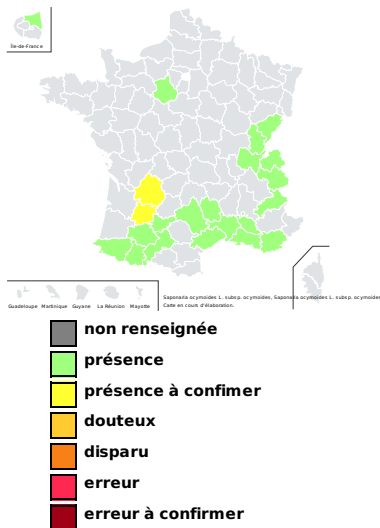 Île-de-France
Guadeloupe Martinique Guyane La Réunion Mayotte
Saponaria ocymoides L. subsp. ocymoides, Saponaria ocymoides L. subsp. ocymoides
Carte en cours d'élaboration.
non renseignée
présence
présence à confimer
douteux
disparu
erreur
erreur à confirmer